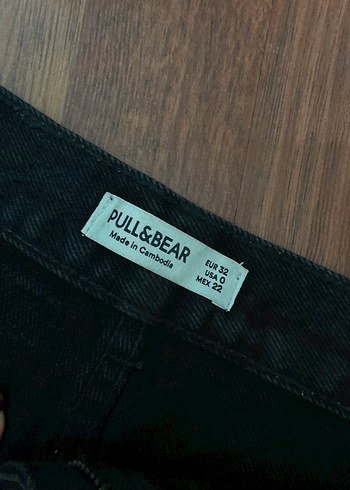 PULL&BEAR
Made in Cambodia
EUR 32
USA 0
MEX 22